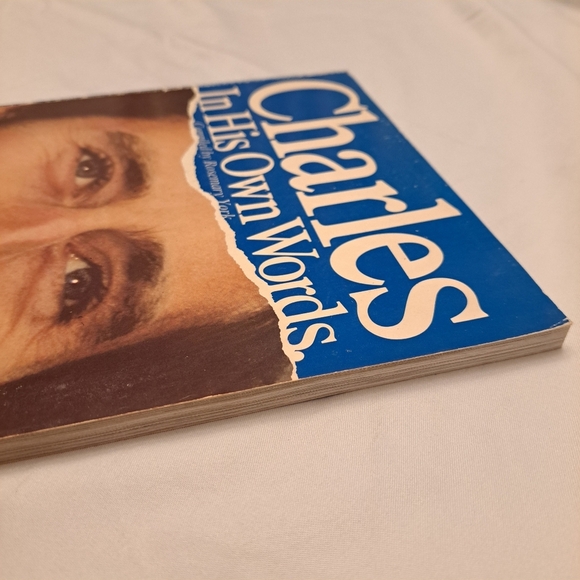 Charles
In His Own Words.
Compiled by Rosemary York